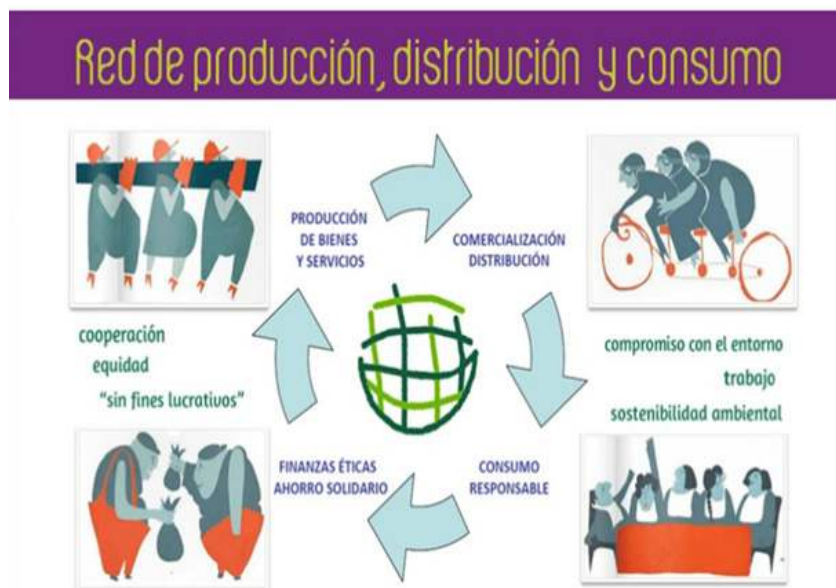 Red de producción, distribución y consumo
PRODUCCIÓN
DE BIENES
Y SERVICIOS
COMERCIALIZACIÓN
DISTRIBUCIÓN
cooperación
equidad
“sin fines lucrativos”
compromiso con el entorno
trabajo
sostenibilidad ambiental
FINANZAS ÉTICAS
AHORRO SOLIDARIO
CONSUMO
RESPONSABLE